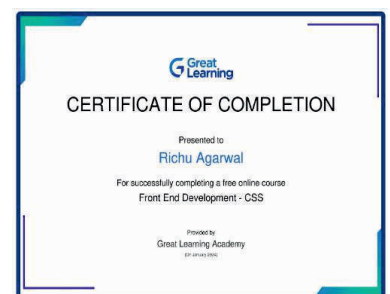 Great
Learning
CERTIFICATE OF COMPLETION
Presented to
Richu Agarwal
For successfully completing a free online course
Front End Development - CSS
Provided by
Great Learning Academy